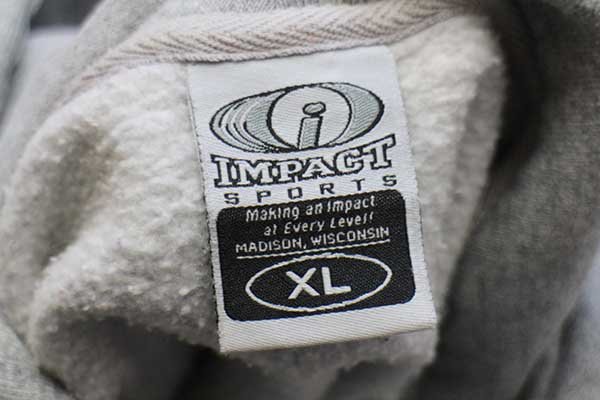 i
IMPACT
SPORTS
Making an Impact
at Every Level!
MADISON, WISCONSIN
XL